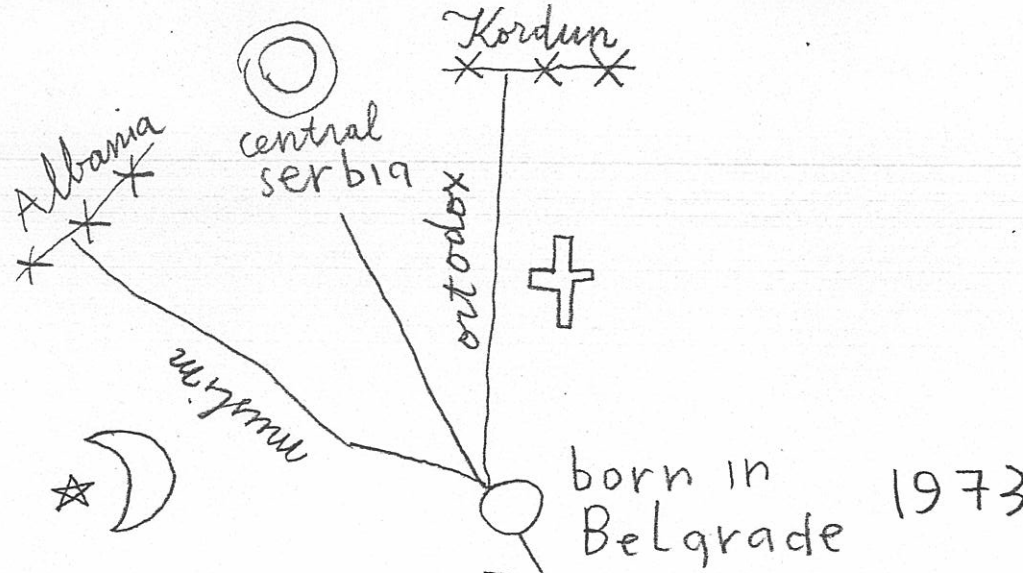 Kordun
central
serbia
Albania
ortodox
muslim
born in
Belgrade
1973